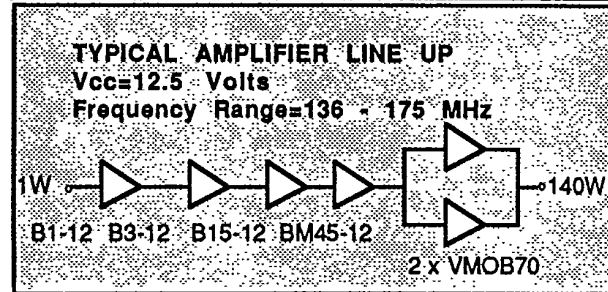 TYPICAL AMPLIFIER LINE UP
Vcc=12.5 Volts
Frequency Range=136 - 175 MHz
1W
140W
B1-12 B3-12 B15-12 BM45-12
2 x VMOB70